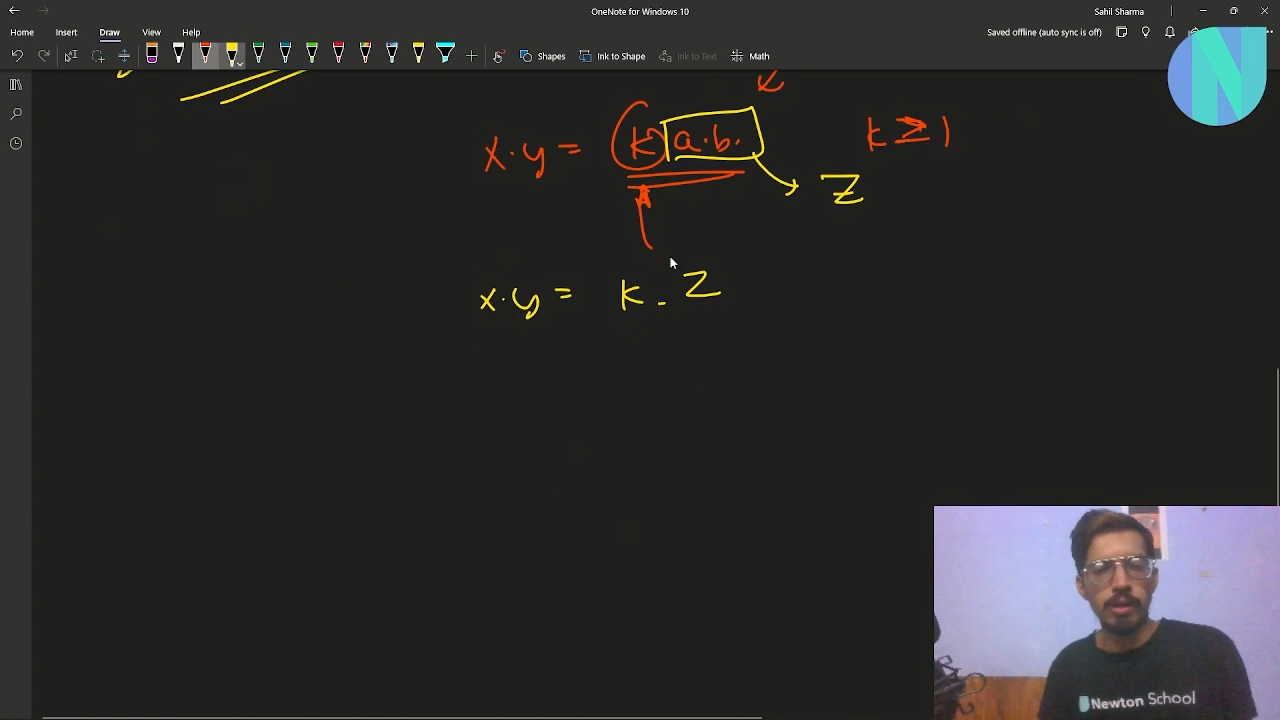 OneNote for Windows 10
Sahil Sharma
Home Insert Draw View Help
Saved offline (auto sync is off)
Shapes Ink to Shape Ink to Text Math
x·y = k a·b· k ≥ 1
Z
x·y = k . Z
Newton School